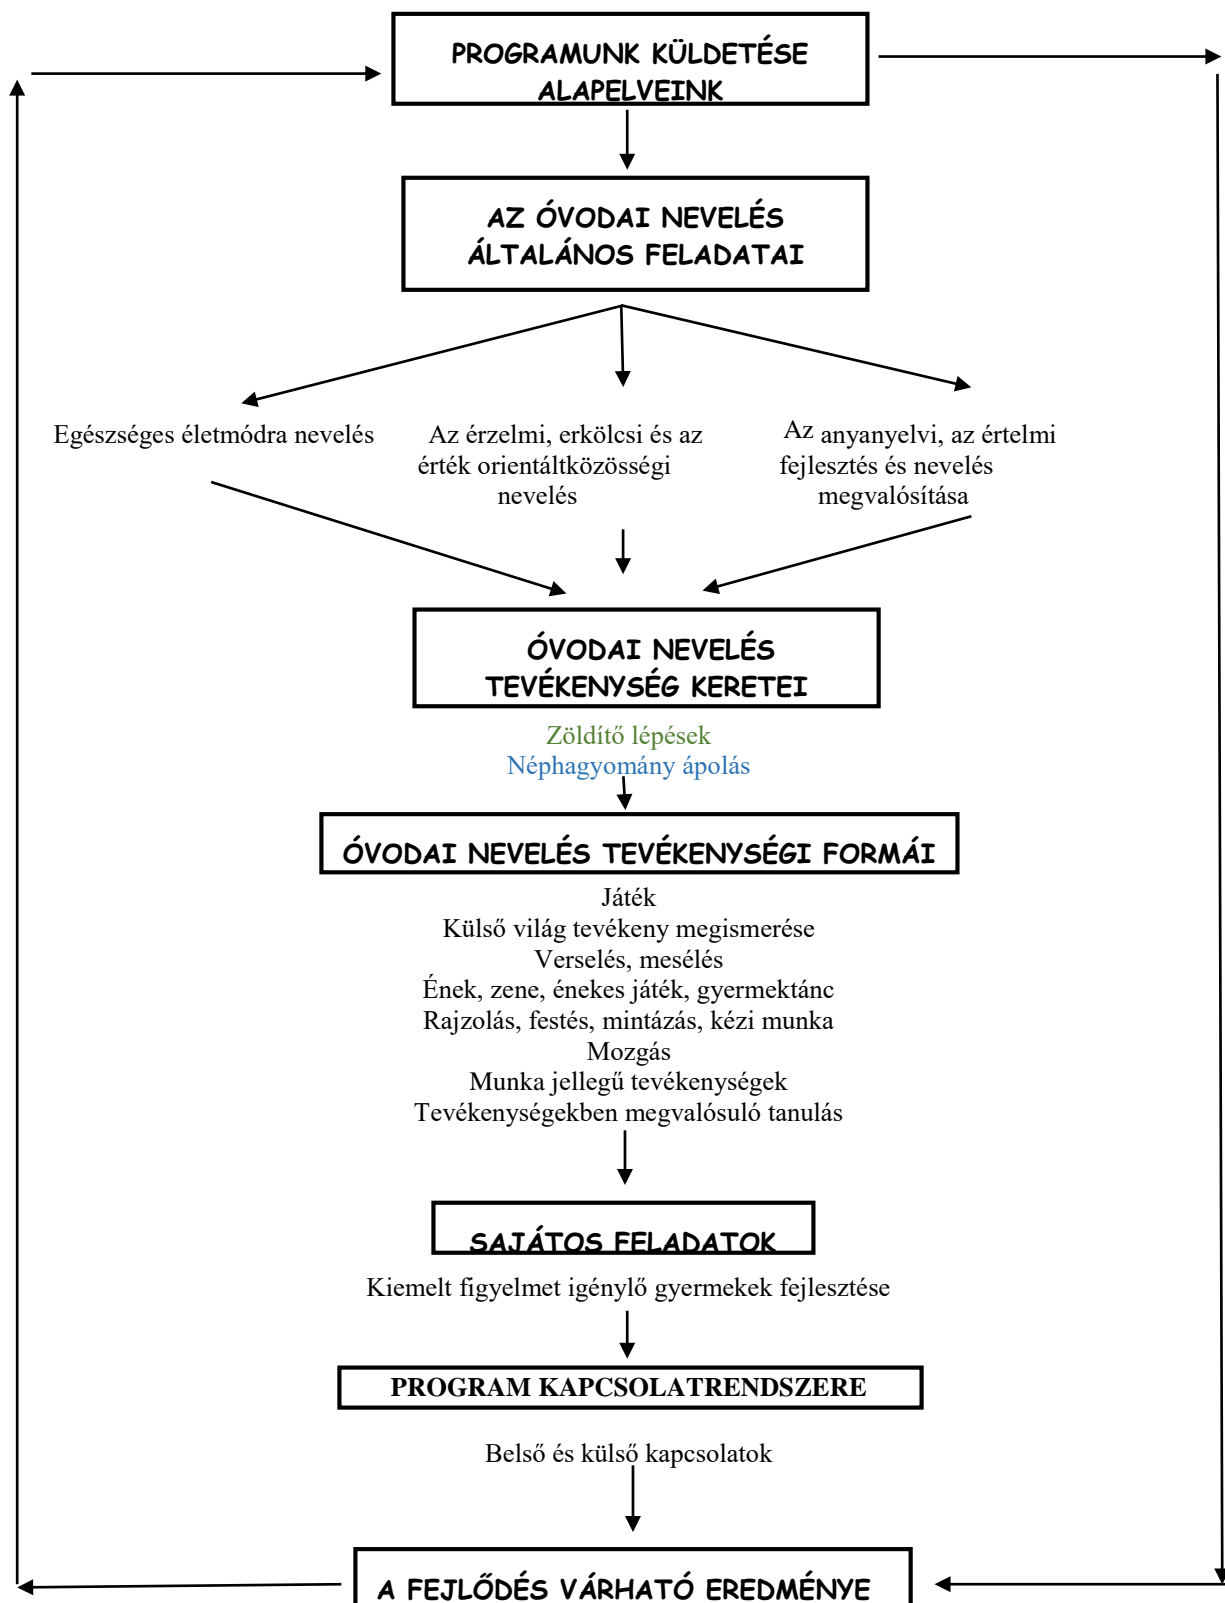 PROGRAMUNK KÜLDETÉSE
ALAPELVEINK
AZ ÓVODAI NEVELÉS
ÁLTALÁNOS FELADATAI
Egészséges életmódra nevelés
Az érzelmi, erkölcsi és az
érték orientáltközösségi
nevelés
Az anyanyelvi, az értelmi
fejlesztés és nevelés
megvalósítása
ÓVODAI NEVELÉS
TEVÉKENYSÉG KERETEI
Zöldítő lépések
Néphagyomány ápolás
ÓVODAI NEVELÉS TEVÉKENYSÉGI FORMÁI
Játék
Külső világ tevékeny megismerése
Verselés, mesélés
Ének, zene, énekes játék, gyermektánc
Rajzolás, festés, mintázás, kézi munka
Mozgás
Munka jellegű tevékenységek
Tevékenységekben megvalósuló tanulás
SAJÁTOS FELADATOK
Kiemelt figyelmet igénylő gyermekek fejlesztése
PROGRAM KAPCSOLATRENDSZERE
Belső és külső kapcsolatok
A FEJLŐDÉS VÁRHATÓ EREDMÉNYE